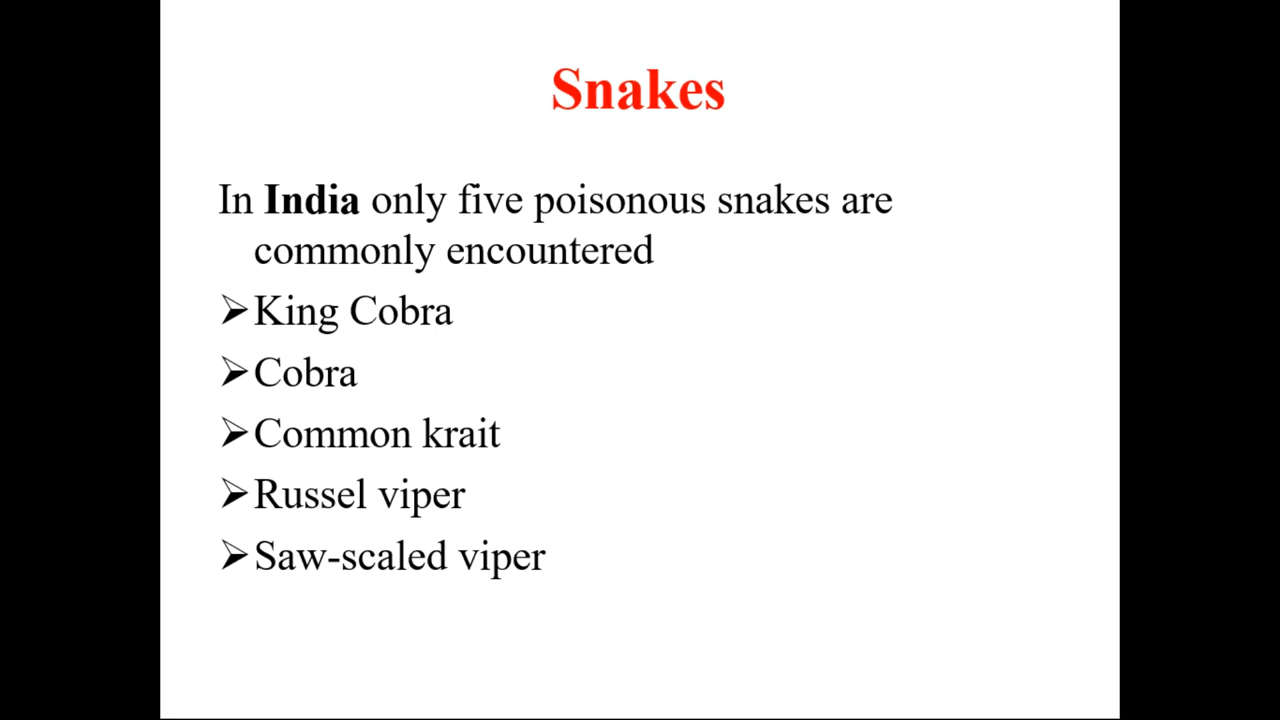 Snakes
In India only five poisonous snakes are
commonly encountered
➢King Cobra
➢Cobra
➢Common krait
➢Russel viper
➢Saw-scaled viper